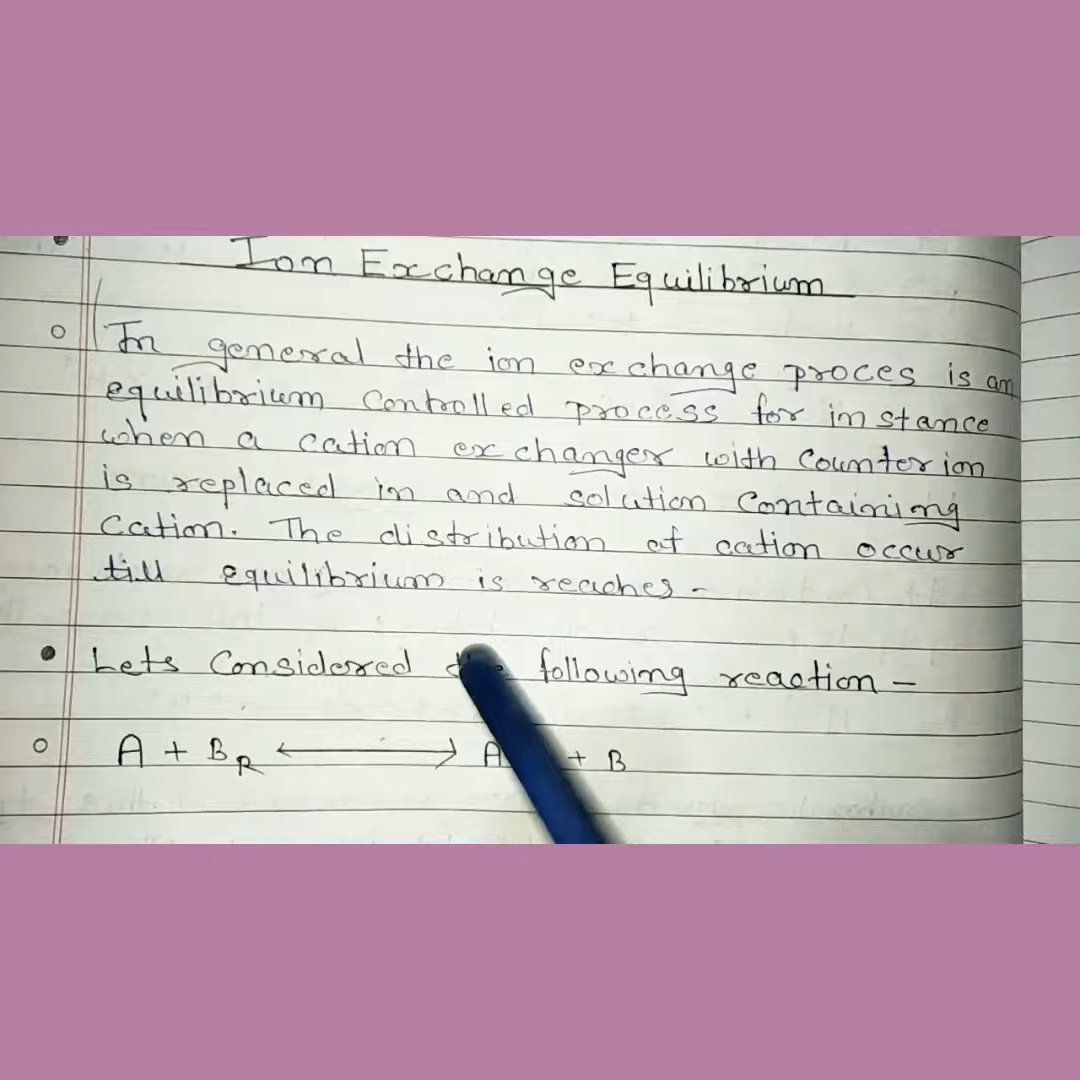 Ion Exchange Equilibrium
In general the ion exchange proces is an
equilibrium controlled process for instance
when a cation exchanger with counter ion
is replaced in and solution containing
Cation. The distribution of cation occur
till equilibrium is reaches -
Lets Considered following reaction -
A + B_R ⟷ A + B